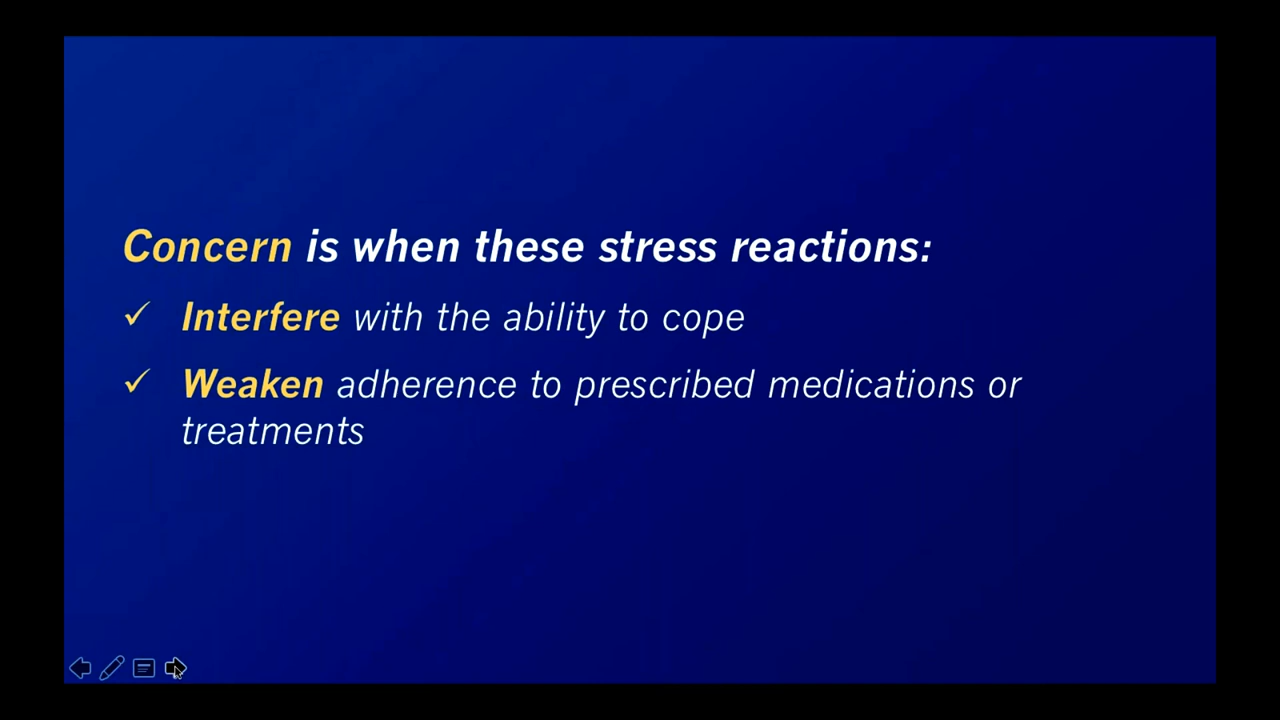 Concern is when these stress reactions:
✓ Interfere with the ability to cope
✓ Weaken adherence to prescribed medications or
treatments